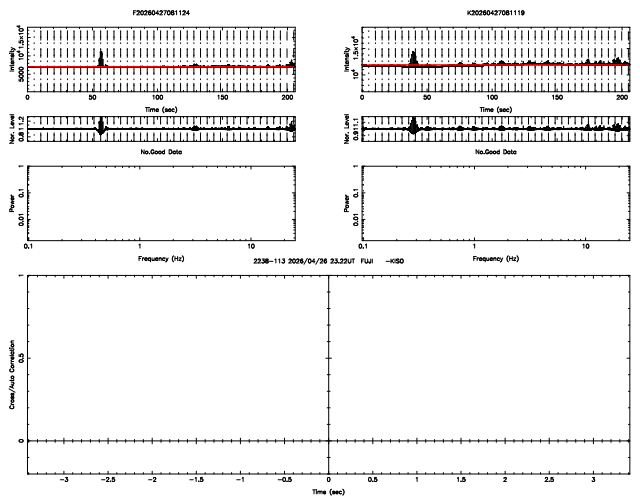 F20260427081124
K20260427081119
Intensity
5000 10⁴ 1.5×10⁴
0 50 100 150 200
Time (sec)
Intensity
10⁴ 1.5×10⁴
0 50 100 150 200
Time (sec)
Nor. Level
0.8 1 1.2
Nor. Level
0.9 1 1.1
No.Good Data
No.Good Data
Power
0.01 0.1 1
0.1 1 10
Frequency (Hz)
Power
0.01 0.1 1
0.1 1 10
Frequency (Hz)
2238-113 2026/04/26 23.22UT FUJI -KISO
Cross/Auto Correlation
0 0.5 1
-3 -2.5 -2 -1.5 -1 -0.5 0 0.5 1 1.5 2 2.5 3
Time (sec)